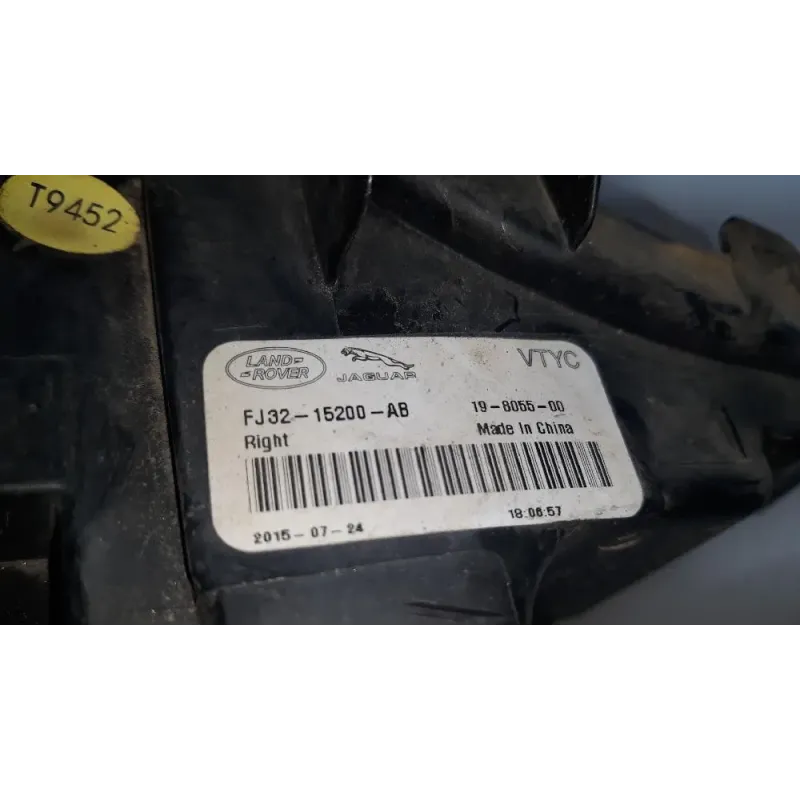 T9452
LAND-
-ROVER
JAGUAR
VTYC
FJ32-15200-AB
19-8055-00
Right
Made In China
2015-07-24
18:06:57